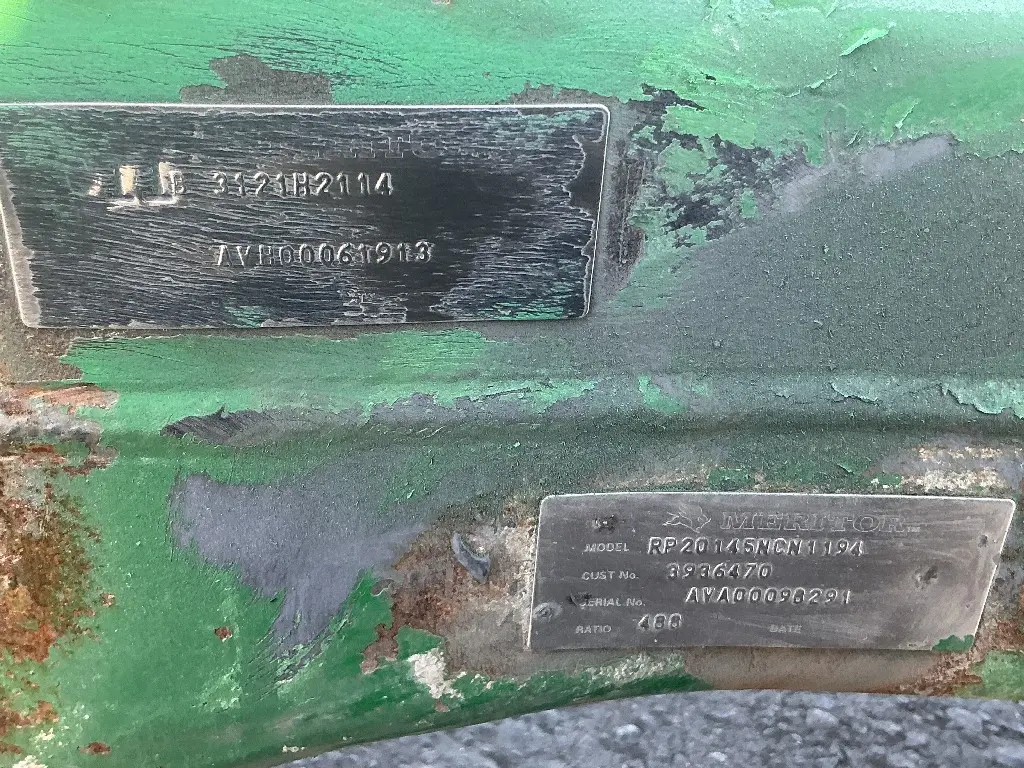 3121H2114
AVH00061913
MERITOR
MODEL RP20145NCN1194
CUST No. 3936470
SERIAL No. AVA00098291
RATIO 488
DATE